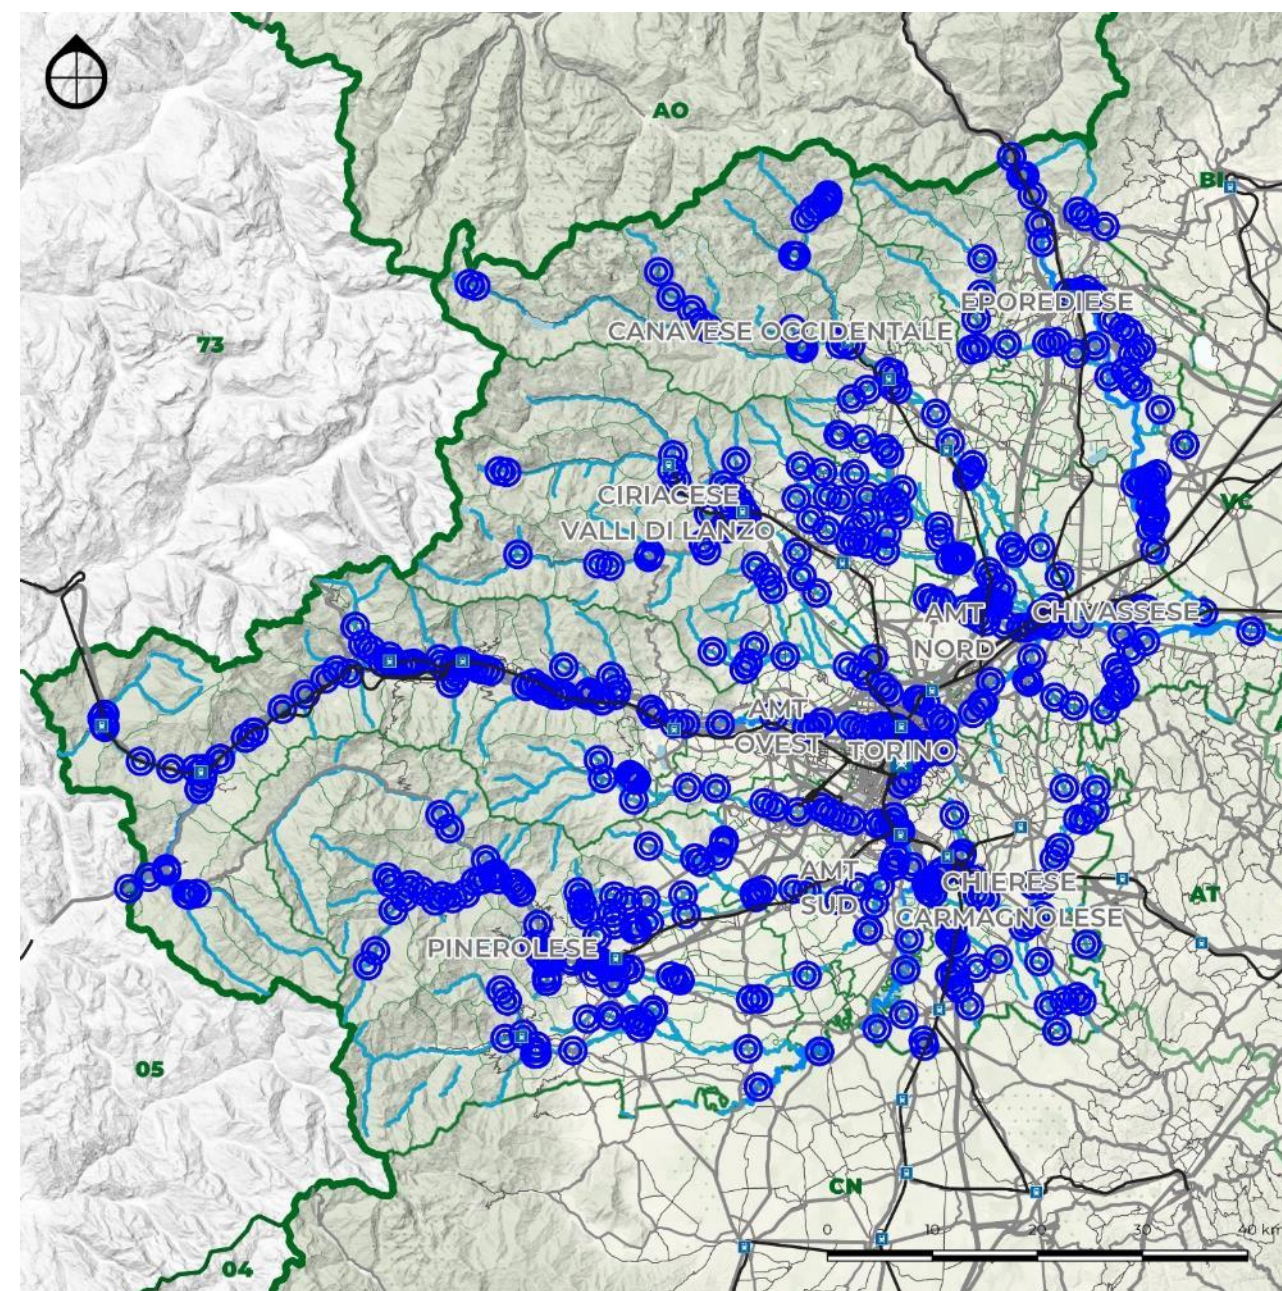 AO
BI
73
EPOREDIESE
CANAVESE OCCIDENTALE
CIRIACESE
VALLI DI LANZO
VC
AMT
NORD
CHIVASSESE
AMT
OVEST
TORINO
AMT
SUD
CHIERESE
CARMAGNOLESE
AT
PINEROLESE
05
CN
04
0 10 20 30 40 km